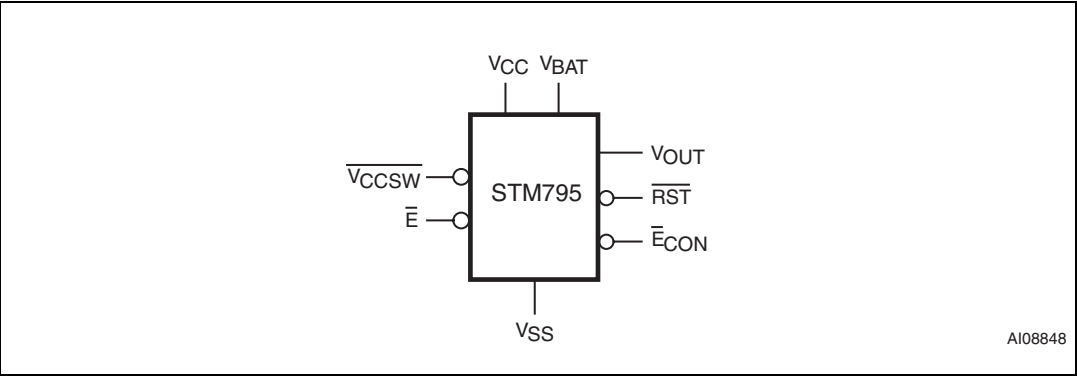 VCC VBAT
VCCSW
E
STM795
VOUT
RST
ECON
VSS
AI08848